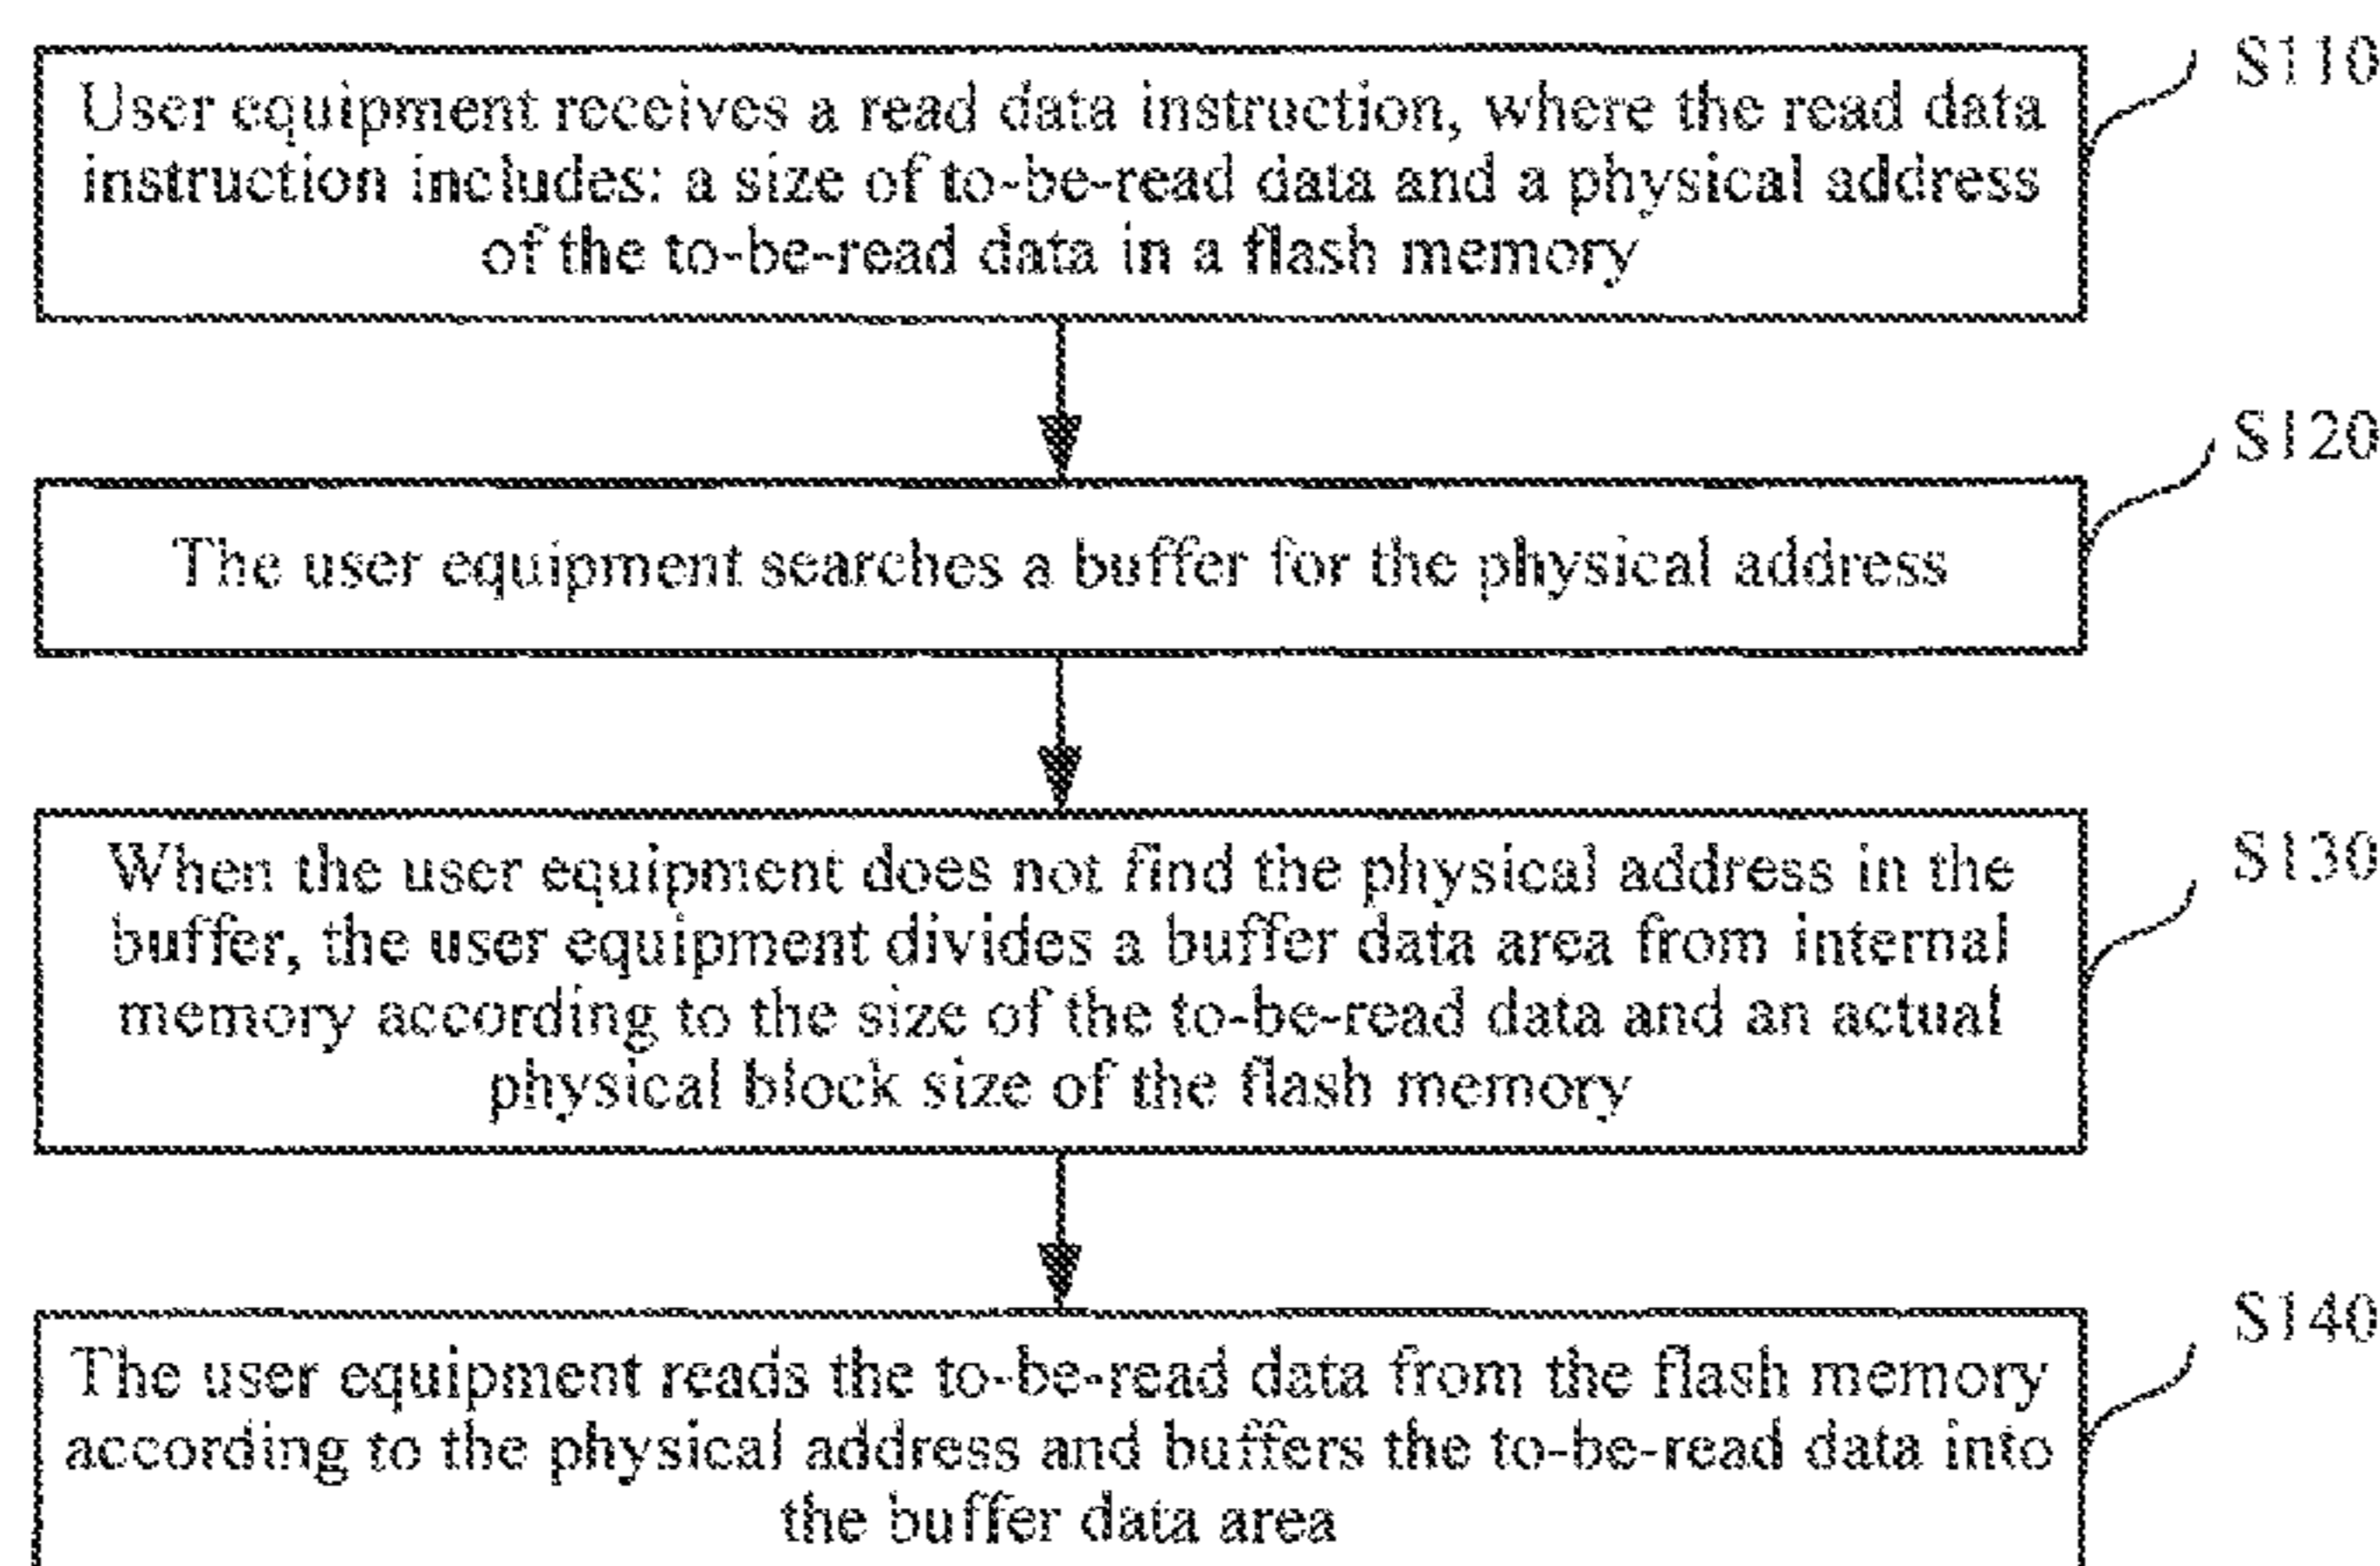 S110
User equipment receives a read data instruction, where the read data
instruction includes: a size of to-be-read data and a physical address
of the to-be-read data in a flash memory
S120
The user equipment searches a buffer for the physical address
S130
When the user equipment does not find the physical address in the
buffer, the user equipment divides a buffer data area from internal
memory according to the size of the to-be-read data and an actual
physical block size of the flash memory
S140
The user equipment reads the to-be-read data from the flash memory
according to the physical address and buffers the to-be-read data into
the buffer data area